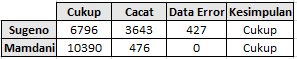 Cukup Cacat Data Error Kesimpulan
Sugeno 6796 3643 427 Cukup
Mamdani 10390 476 0 Cukup